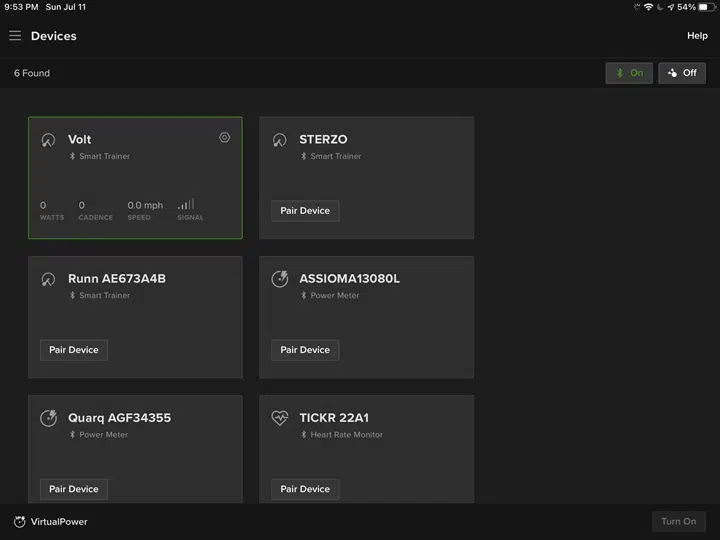 9:53 PM Sun Jul 11
54%
Devices
Help
6 Found
On
Off
Volt
Smart Trainer
0
0
0.0 mph
WATTS
CADENCE
SPEED
SIGNAL
STERZO
Smart Trainer
Pair Device
Runn AE673A4B
Smart Trainer
Pair Device
ASSIOMA13080L
Power Meter
Pair Device
Quarq AGF34355
Power Meter
Pair Device
TICKR 22A1
Heart Rate Monitor
Pair Device
VirtualPower
Turn On